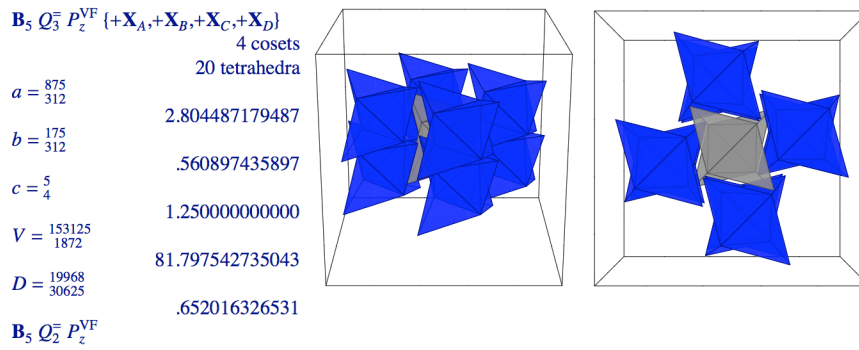 B₅ Q₃⁼ P_z^VF {+X_A,+X_B,+X_C,+X_D}
4 cosets
20 tetrahedra
a = 875/312
2.804487179487
b = 175/312
.560897435897
c = 5/4
1.250000000000
V = 153125/1872
81.797542735043
D = 19968/30625
.652016326531
B₅ Q₂⁼ P_z^VF